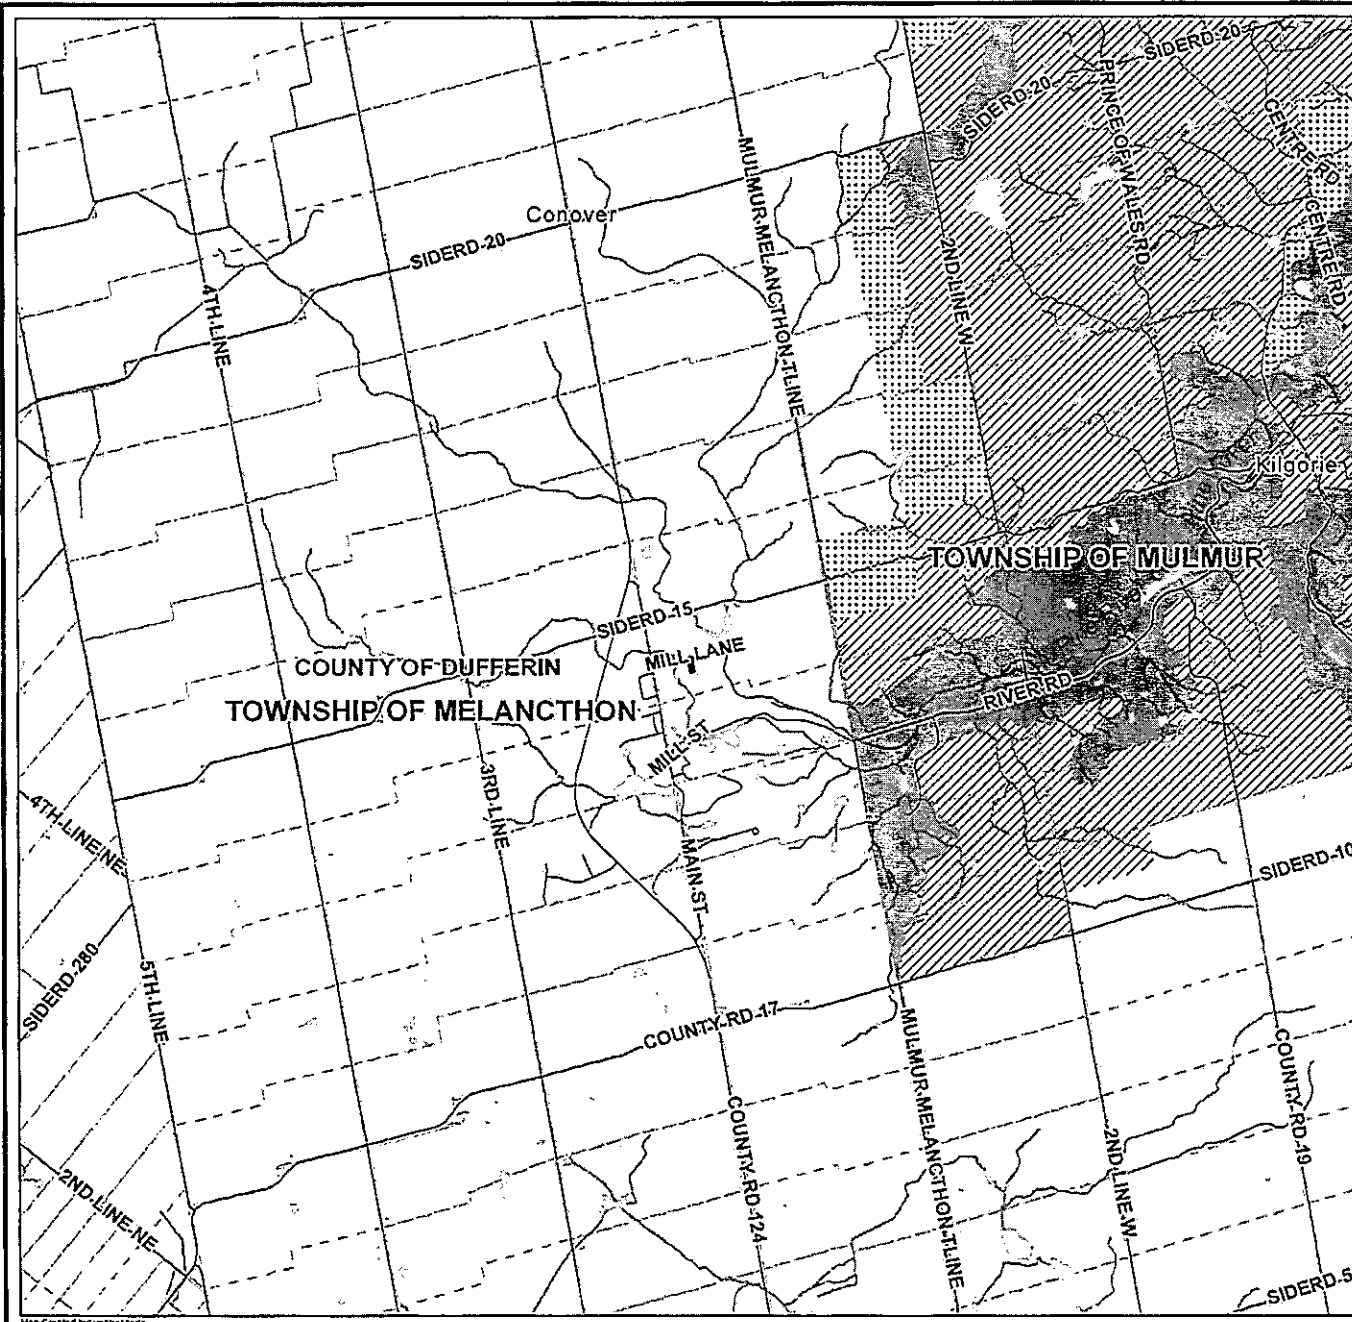 SIDERD-20
PRINCE OF WALES RD
SIDERD-20
CENTRE RD
MULMUR-MELANCTHON-TLINE
Conover
SIDERD-20
CENTRE RD
2ND-LINE-W
4TH-LINE
Kilgorie
TOWNSHIP OF MULMUR
SIDERD-15
MILL-LANE
COUNTY OF DUFFERIN
RIVER RD
TOWNSHIP OF MELANCTHON
MILL-ST
3RD-LINE
4TH-LINE-NE
MAIN-ST
SIDERD-10
SIDERD-280
5TH-LINE
COUNTY-RD-17
MULMUR-MELANCTHON-TLINE
COUNTY-RD-19
COUNTY-RD-124
2ND-LINE-W
2ND-LINE-NE
SIDERD-5